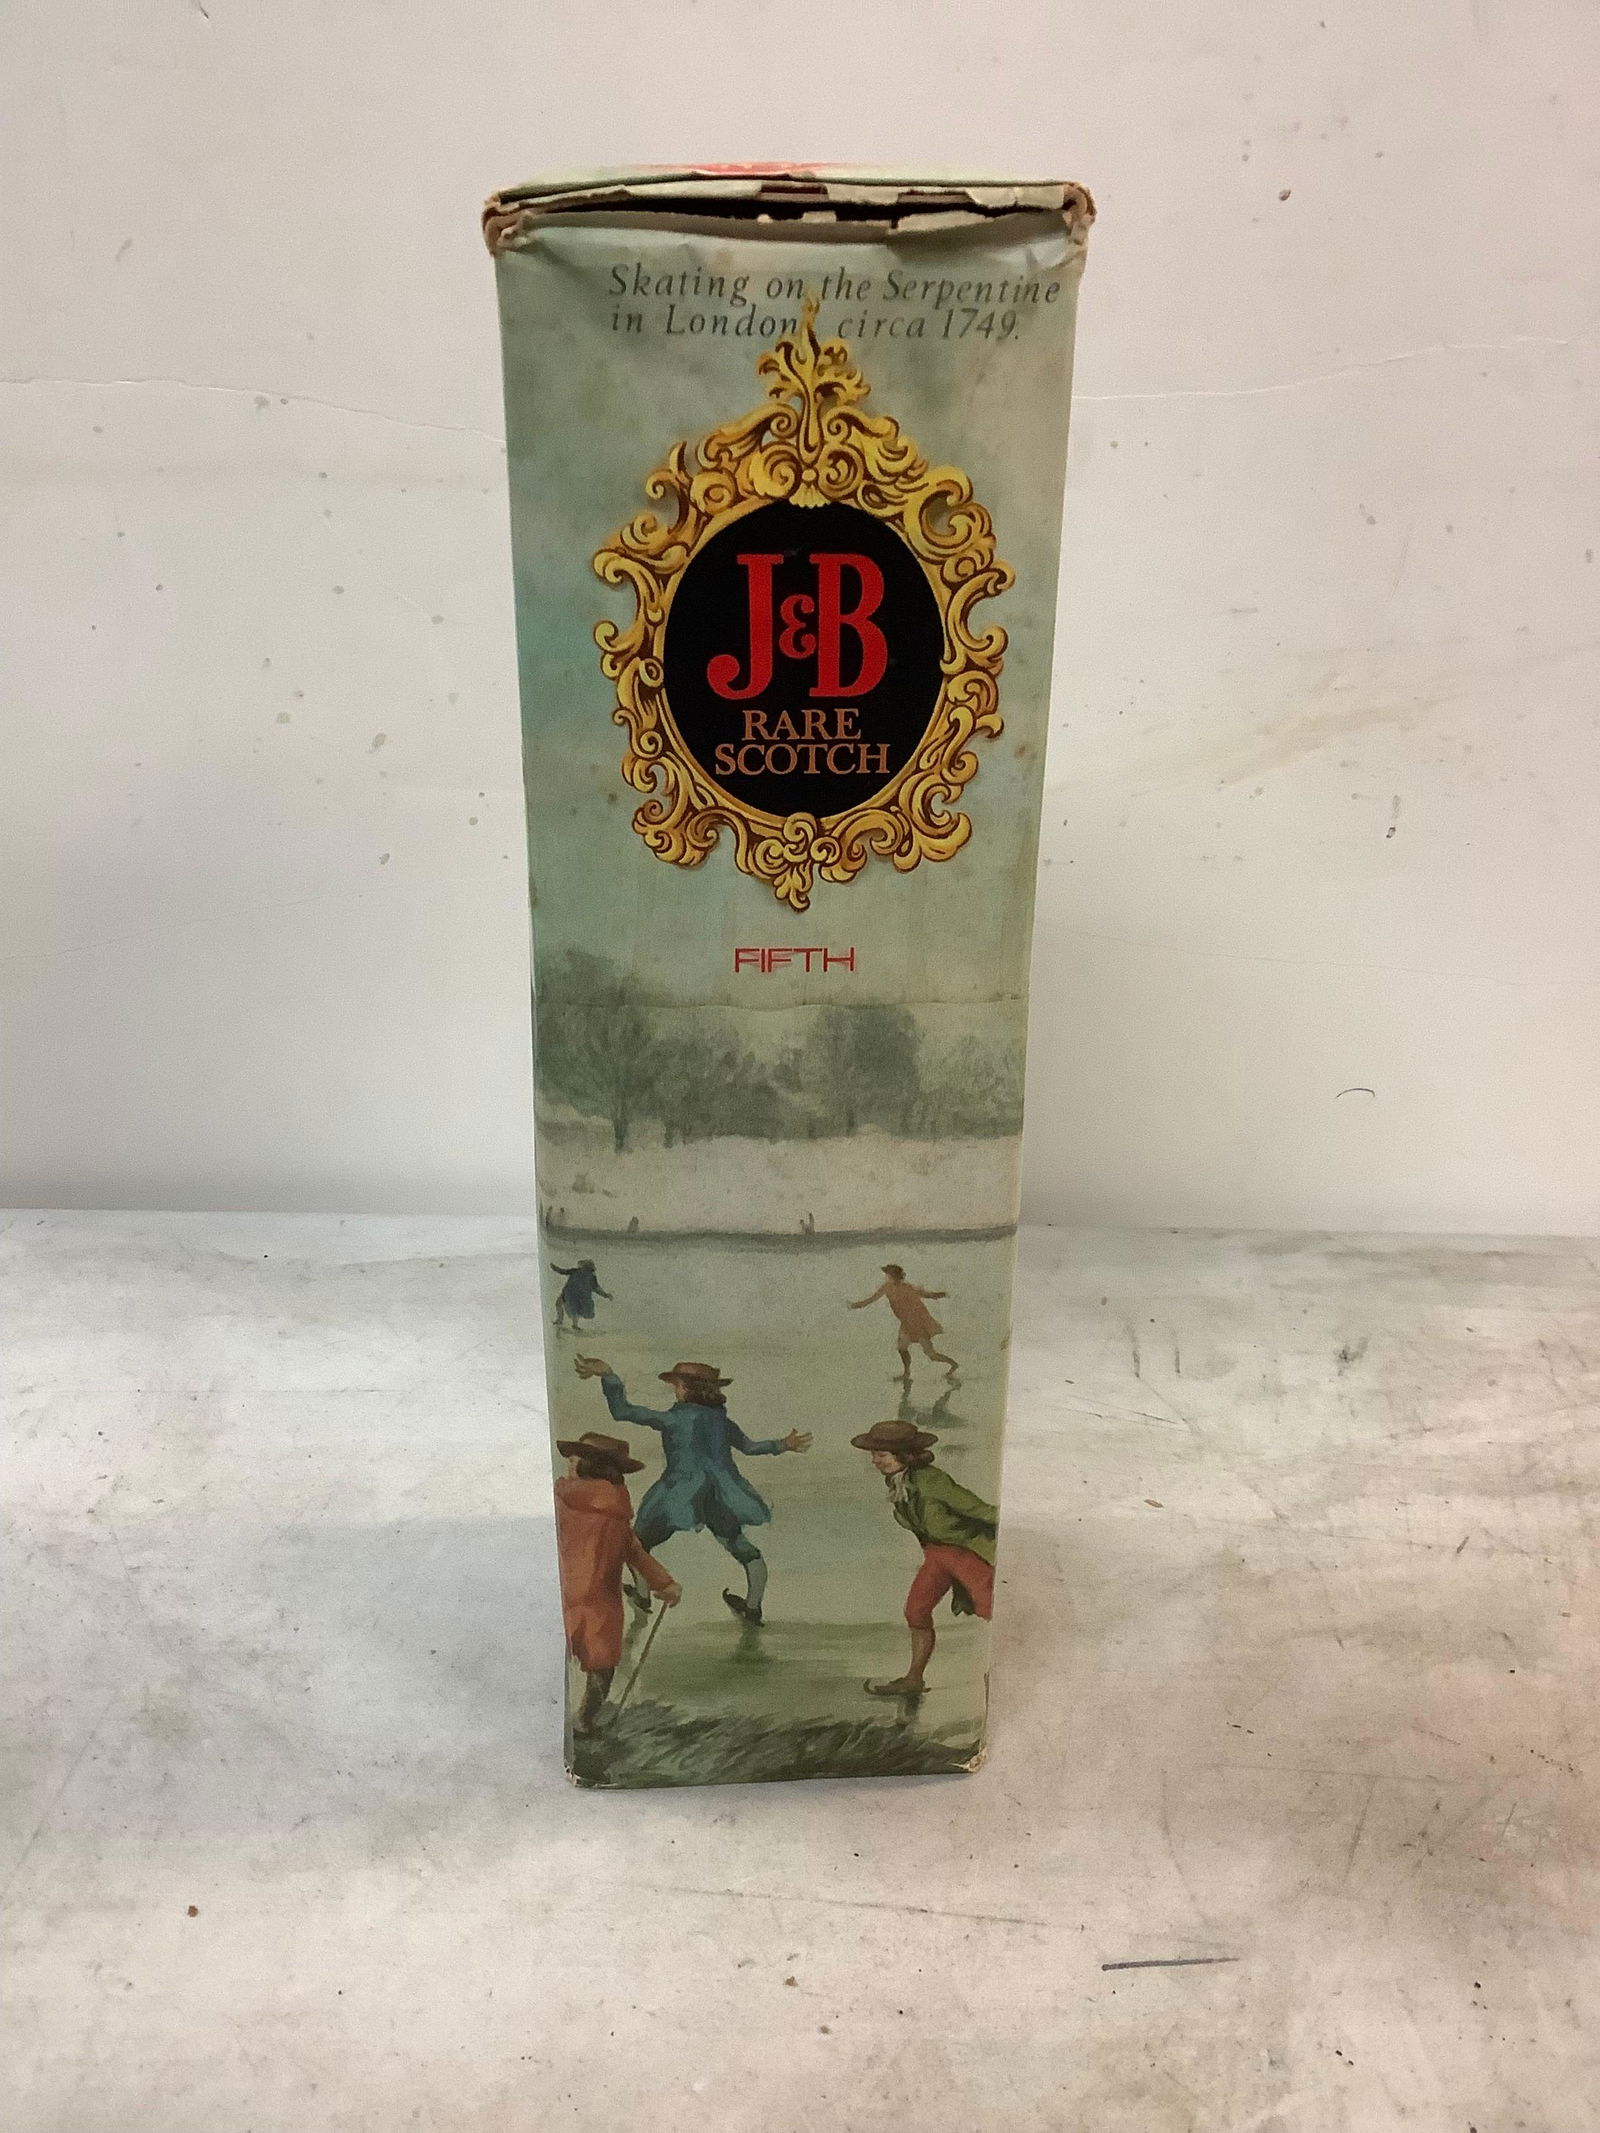 Skating on the Serpentine
in London, circa 1749.
J&B
RARE
SCOTCH
FIFTH